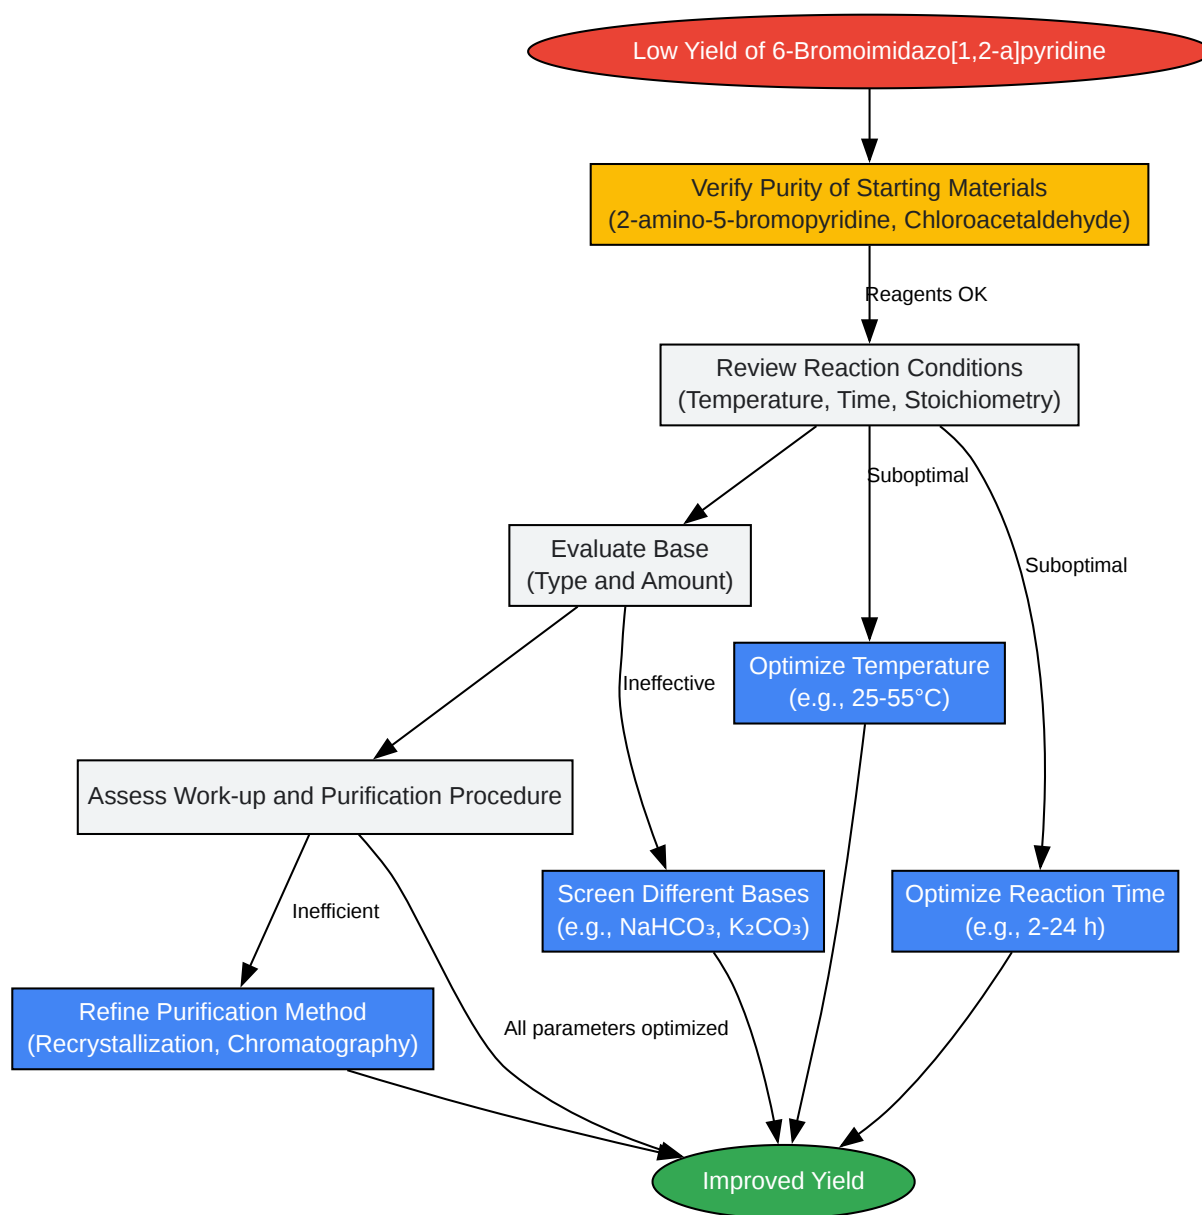 Low Yield of 6-Bromoimidazo[1,2-a]pyridine
Verify Purity of Starting Materials
(2-amino-5-bromopyridine, Chloroacetaldehyde)
Reagents OK
Review Reaction Conditions
(Temperature, Time, Stoichiometry)
Suboptimal
Suboptimal
Evaluate Base
(Type and Amount)
Ineffective
Optimize Temperature
(e.g., 25-55°C)
Assess Work-up and Purification Procedure
Inefficient
Screen Different Bases
(e.g., NaHCO₃, K₂CO₃)
Optimize Reaction Time
(e.g., 2-24 h)
Refine Purification Method
(Recrystallization, Chromatography)
All parameters optimized
Improved Yield